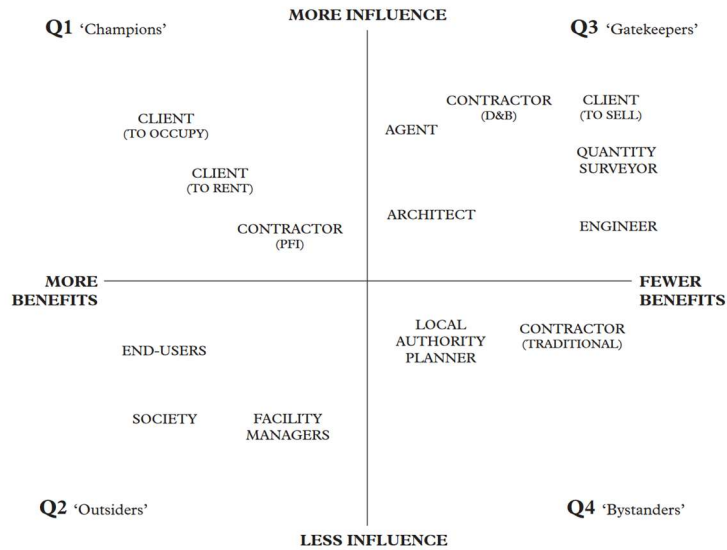 MORE INFLUENCE
Q1 ‘Champions’
Q3 ‘Gatekeepers’
CLIENT
(TO OCCUPY)
CLIENT
(TO RENT)
CONTRACTOR
(PFI)
CONTRACTOR
(D&B)
CLIENT
(TO SELL)
AGENT
QUANTITY
SURVEYOR
ARCHITECT
ENGINEER
MORE
BENEFITS
FEWER
BENEFITS
END-USERS
SOCIETY
FACILITY
MANAGERS
LOCAL
AUTHORITY
PLANNER
CONTRACTOR
(TRADITIONAL)
Q2 ‘Outsiders’
Q4 ‘Bystanders’
LESS INFLUENCE